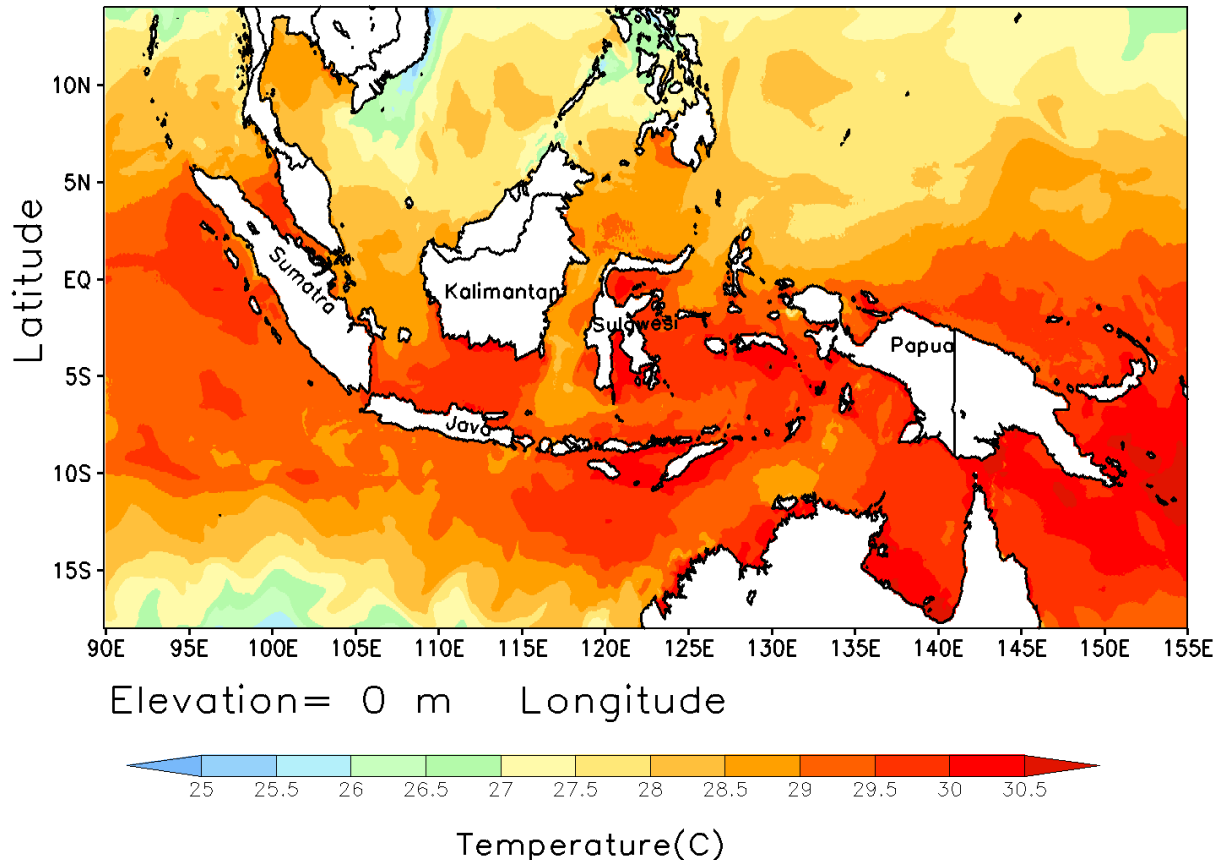 Latitude
10N
5N
EQ
5S
10S
15S
Sumatra
Kalimantan
Sulawesi
Papua
Java
90E 95E 100E 105E 110E 115E 120E 125E 130E 135E 140E 145E 150E 155E
Elevation= 0 m Longitude
25 25.5 26 26.5 27 27.5 28 28.5 29 29.5 30 30.5
Temperature(C)